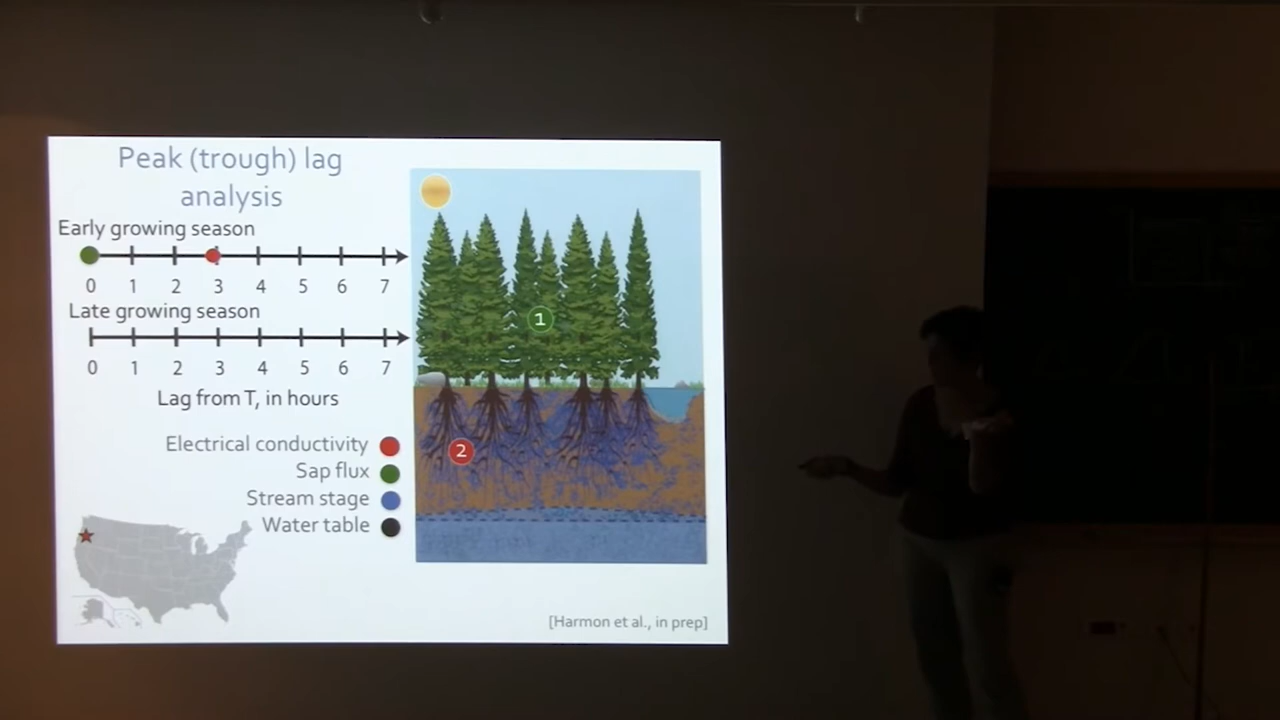 Peak (trough) lag
analysis
Early growing season
0 1 2 3 4 5 6 7
Late growing season
0 1 2 3 4 5 6 7
Lag from T, in hours
Electrical conductivity
Sap flux
Stream stage
Water table
1
2
[Harmon et al., in prep]